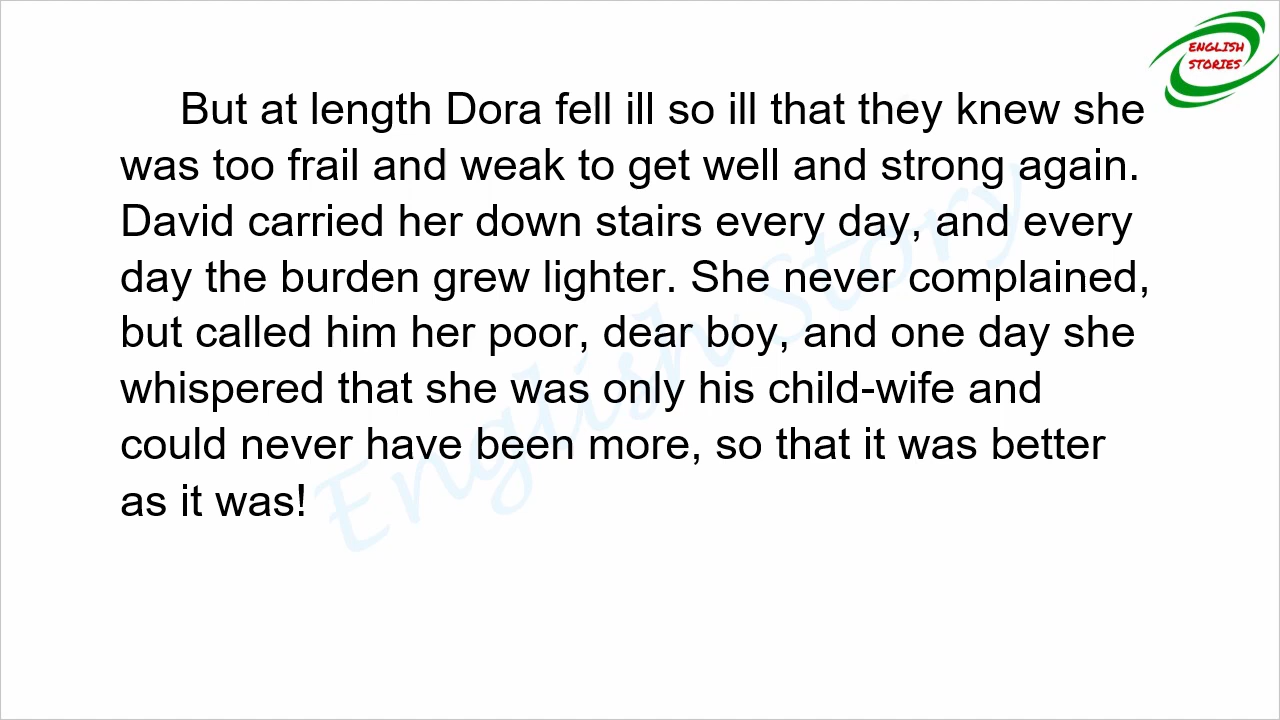 ENGLISH
STORIES
But at length Dora fell ill so ill that they knew she
was too frail and weak to get well and strong again.
David carried her down stairs every day, and every
day the burden grew lighter. She never complained,
but called him her poor, dear boy, and one day she
whispered that she was only his child-wife and
could never have been more, so that it was better
as it was!
English Story